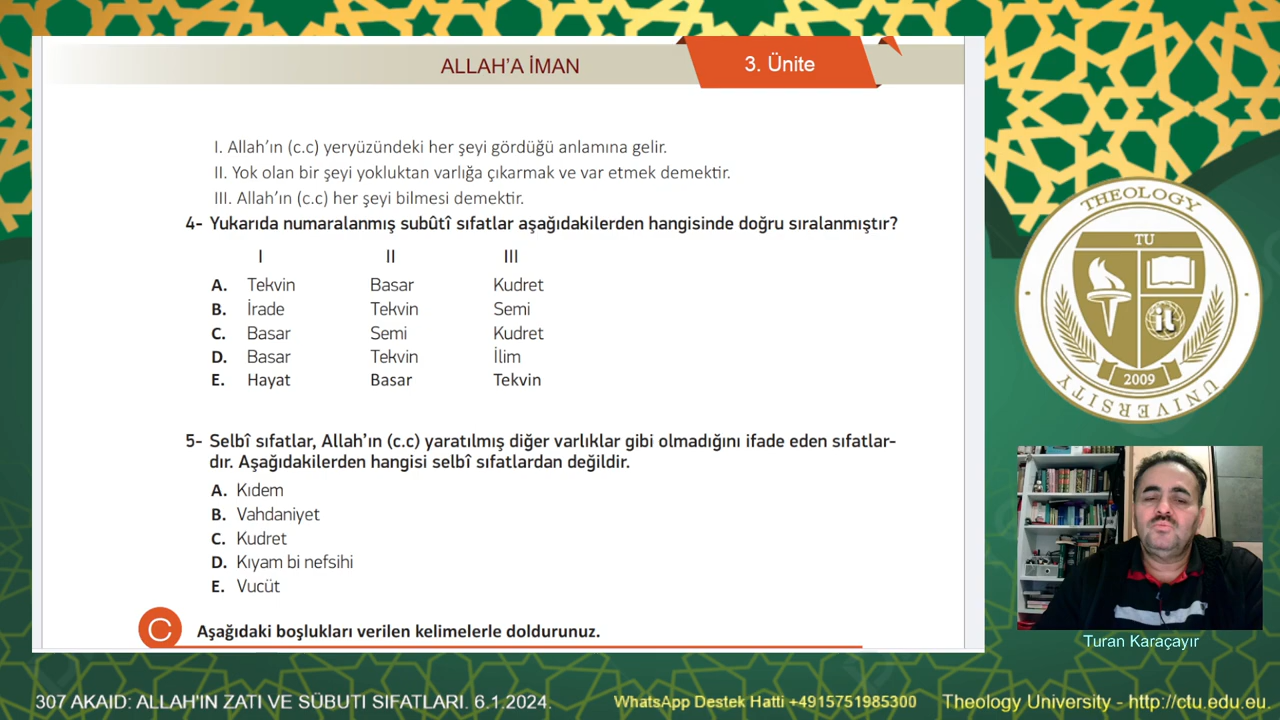 ALLAH'A İMAN
3. Ünite
I. Allah'ın (c.c) yeryüzündeki her şeyi gördüğü anlamına gelir.
II. Yok olan bir şeyi yokluktan varlığa çıkarmak ve var etmek demektir.
III. Allah'ın (c.c) her şeyi bilmesi demektir.
4- Yukarıda numaralanmış subûtî sıfatlar aşağıdakilerden hangisinde doğru sıralanmıştır?
I II III
A. Tekvin Basar Kudret
B. İrade Tekvin Semi
C. Basar Semi Kudret
D. Basar Tekvin İlim
E. Hayat Basar Tekvin
5- Selbî sıfatlar, Allah'ın (c.c) yaratılmış diğer varlıklar gibi olmadığını ifade eden sıfatlar-
dır. Aşağıdakilerden hangisi selbî sıfatlardan değildir.
A. Kıdem
B. Vahdaniyet
C. Kudret
D. Kıyam bi nefsihi
E. Vucüt
C Aşağıdaki boşlukları verilen kelimelerle doldurunuz.
THEOLOGY
TU
2009
UNIVERSITY
Turan Karaçayır
307 AKAID: ALLAH'IN ZATI VE SÜBUTI SIFATLARI. 6.1.2024.
WhatsApp Destek Hatti +4915751985300
Theology University - http://ctu.edu.eu.